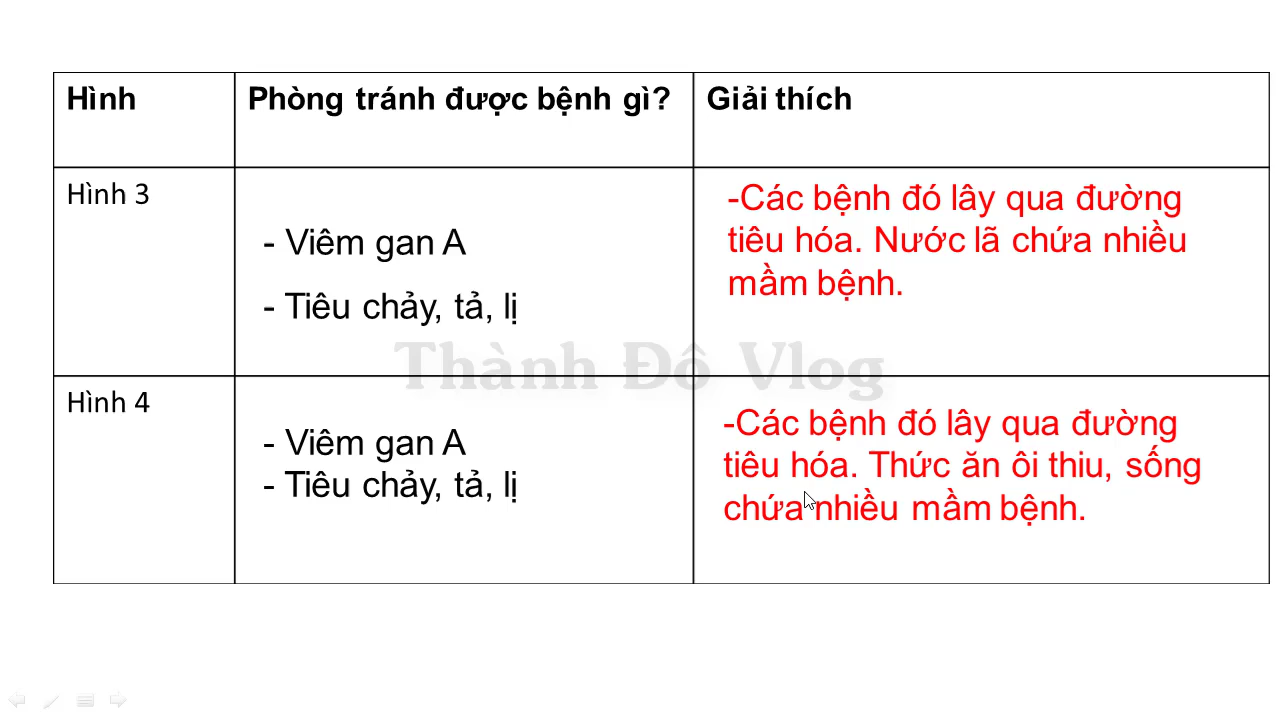 Hình
Phòng tránh được bệnh gì?
Giải thích
Hình 3
- Viêm gan A
- Tiêu chảy, tả, lị
-Các bệnh đó lây qua đường
tiêu hóa. Nước lã chứa nhiều
mầm bệnh.
Thành Đô Vlog
Hình 4
- Viêm gan A
- Tiêu chảy, tả, lị
-Các bệnh đó lây qua đường
tiêu hóa. Thức ăn ôi thiu, sống
chứa nhiều mầm bệnh.